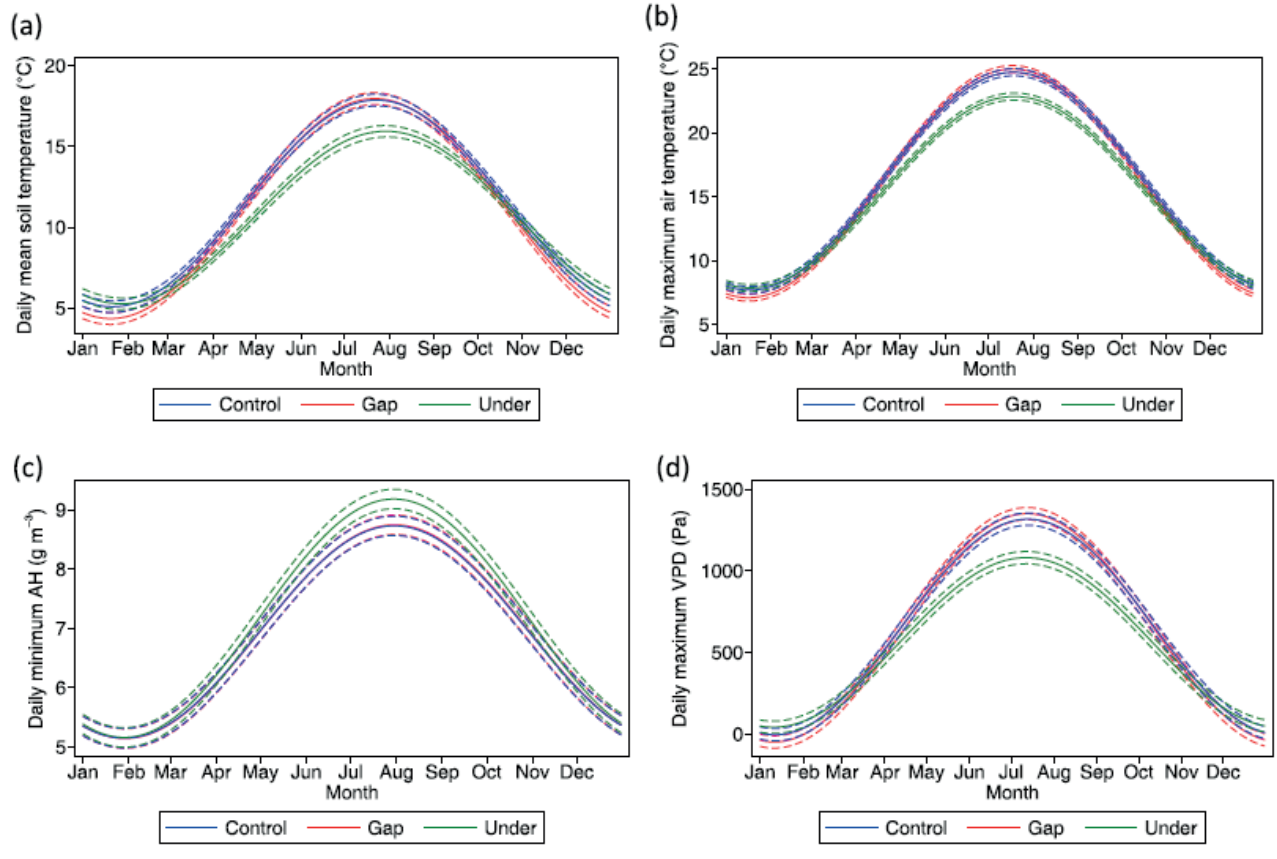 (a)
Daily mean soil temperature (°C)
20
15
10
5
Jan Feb Mar Apr May Jun Jul Aug Sep Oct Nov Dec
Month
Control Gap Under
(b)
Daily maximum air temperature (°C)
25
20
15
10
5
Jan Feb Mar Apr May Jun Jul Aug Sep Oct Nov Dec
Month
Control Gap Under
(c)
Daily minimum AH (g m⁻³)
9
8
7
6
5
Jan Feb Mar Apr May Jun Jul Aug Sep Oct Nov Dec
Month
Control Gap Under
(d)
Daily maximum VPD (Pa)
1500
1000
500
0
Jan Feb Mar Apr May Jun Jul Aug Sep Oct Nov Dec
Month
Control Gap Under